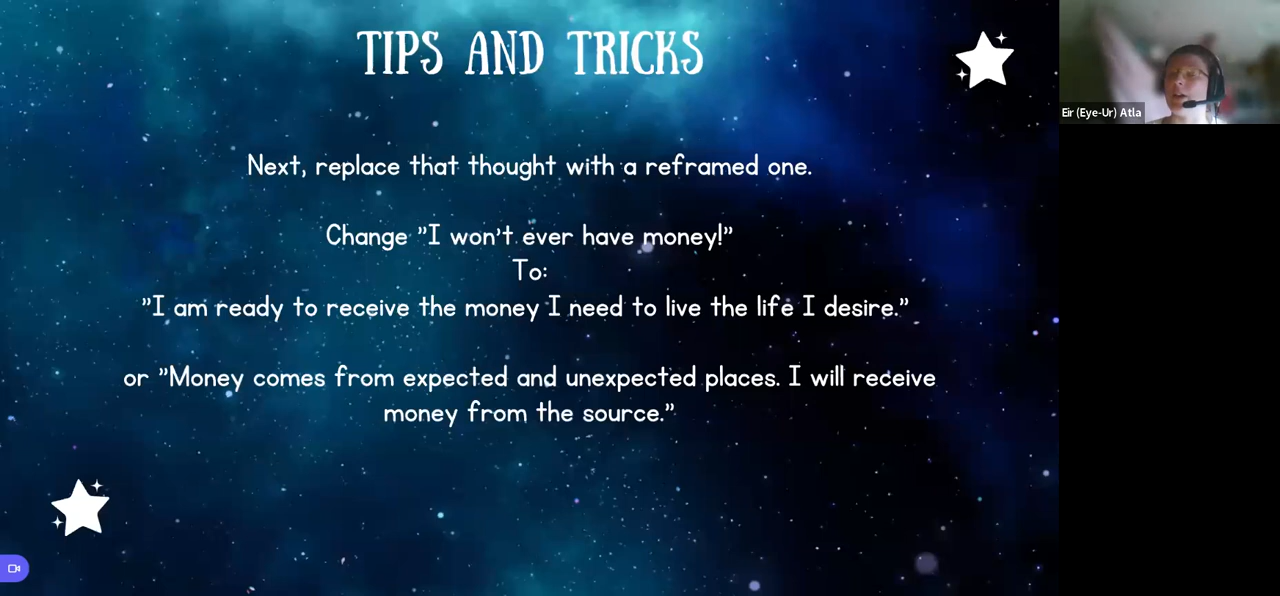 TIPS AND TRICKS
Next, replace that thought with a reframed one.
Change "I won't ever have money!"
To:
"I am ready to receive the money I need to live the life I desire."
or "Money comes from expected and unexpected places. I will receive
money from the source."
Eir (Eye-Ur) Atla